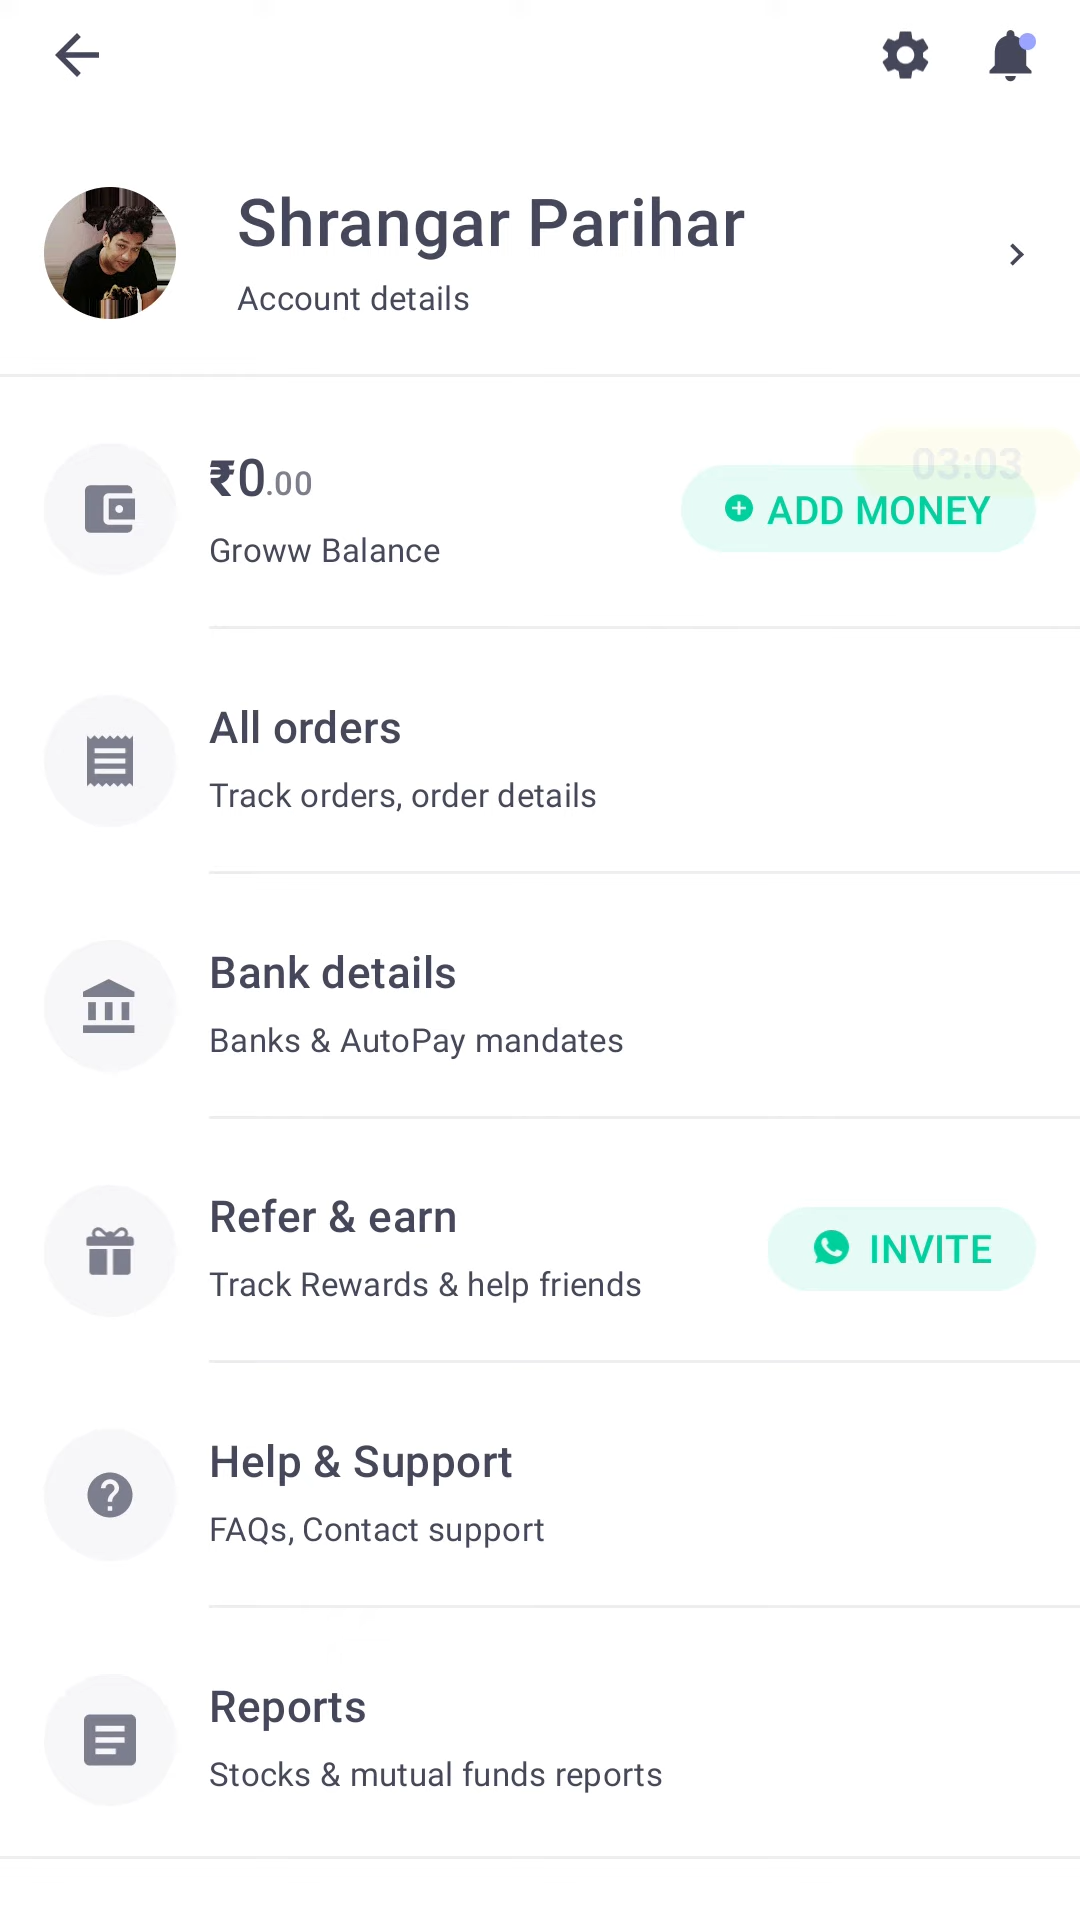 Shrangar Parihar
Account details
03:03
₹0.00
ADD MONEY
Groww Balance
All orders
Track orders, order details
Bank details
Banks & AutoPay mandates
Refer & earn
INVITE
Track Rewards & help friends
Help & Support
FAQs, Contact support
Reports
Stocks & mutual funds reports